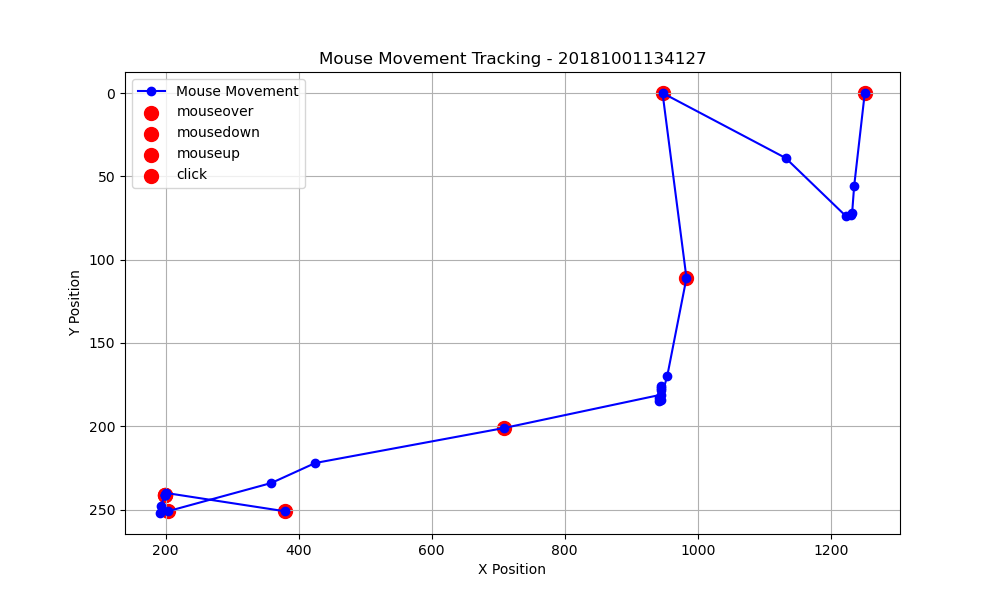 Mouse Movement Tracking - 20181001134127
Mouse Movement
mouseover
mousedown
mouseup
click
Y Position
0
50
100
150
200
250
200
400
600
800
1000
1200
X Position